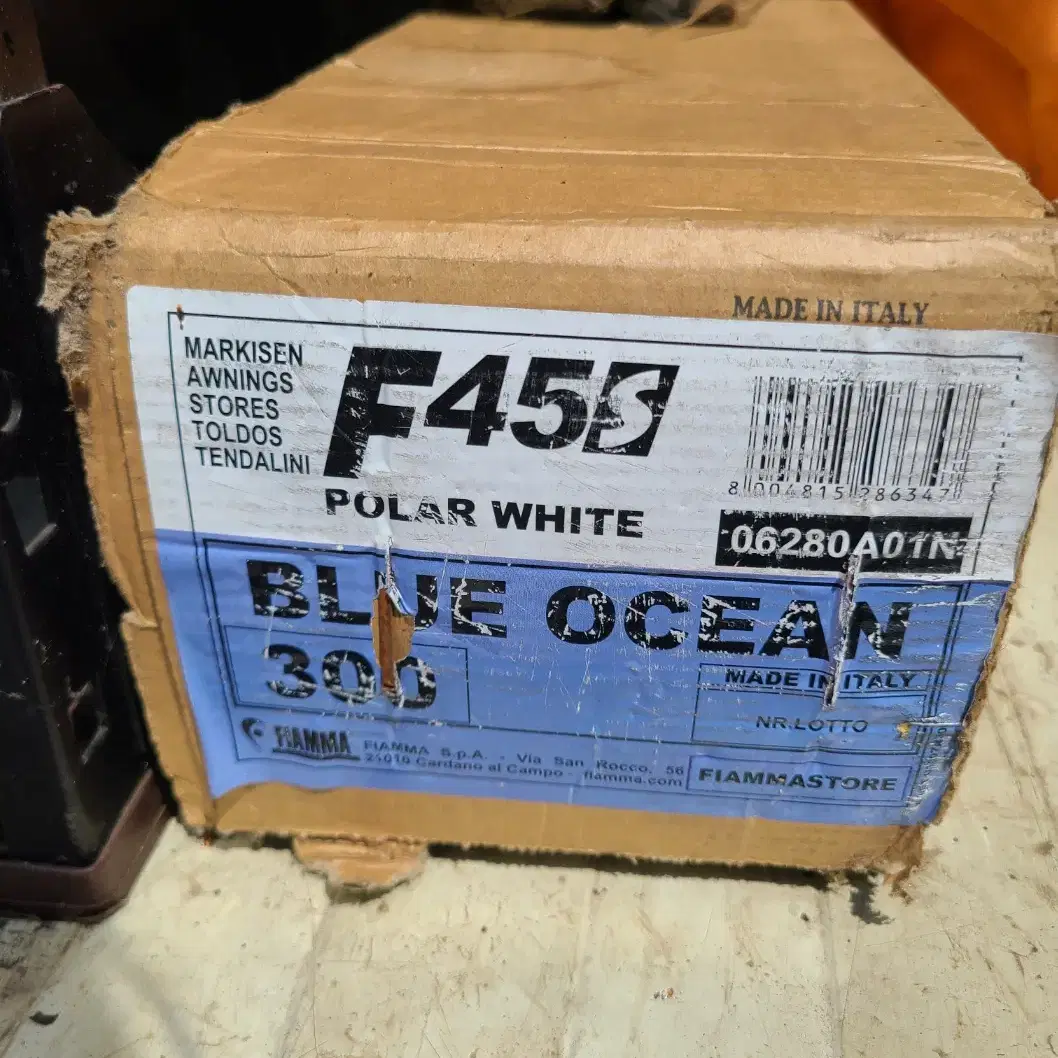 MADE IN ITALY
MARKISEN
AWNINGS
STORES
TOLDOS
TENDALINI
F45S
POLAR WHITE
8 004815 286347
06280A01N
BLUE OCEAN
300
MADE IN ITALY
NR.LOTTO
FIAMMA
FIAMMA S.p.A. - Via San Rocco, 56
21010 Cardano al Campo - fiamma.com
FIAMMASTORE